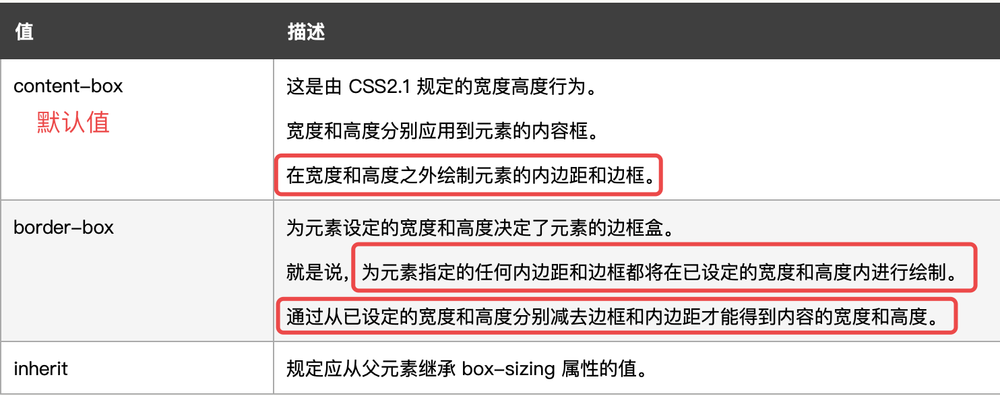 值 描述
content-box 这是由 CSS2.1 规定的宽度高度行为。
默认值
宽度和高度分别应用到元素的内容框。
在宽度和高度之外绘制元素的内边距和边框。
border-box 为元素设定的宽度和高度决定了元素的边框盒。
就是说，为元素指定的任何内边距和边框都将在已设定的宽度和高度内进行绘制。
通过从已设定的宽度和高度分别减去边框和内边距才能得到内容的宽度和高度。
inherit 规定应从父元素继承 box-sizing 属性的值。